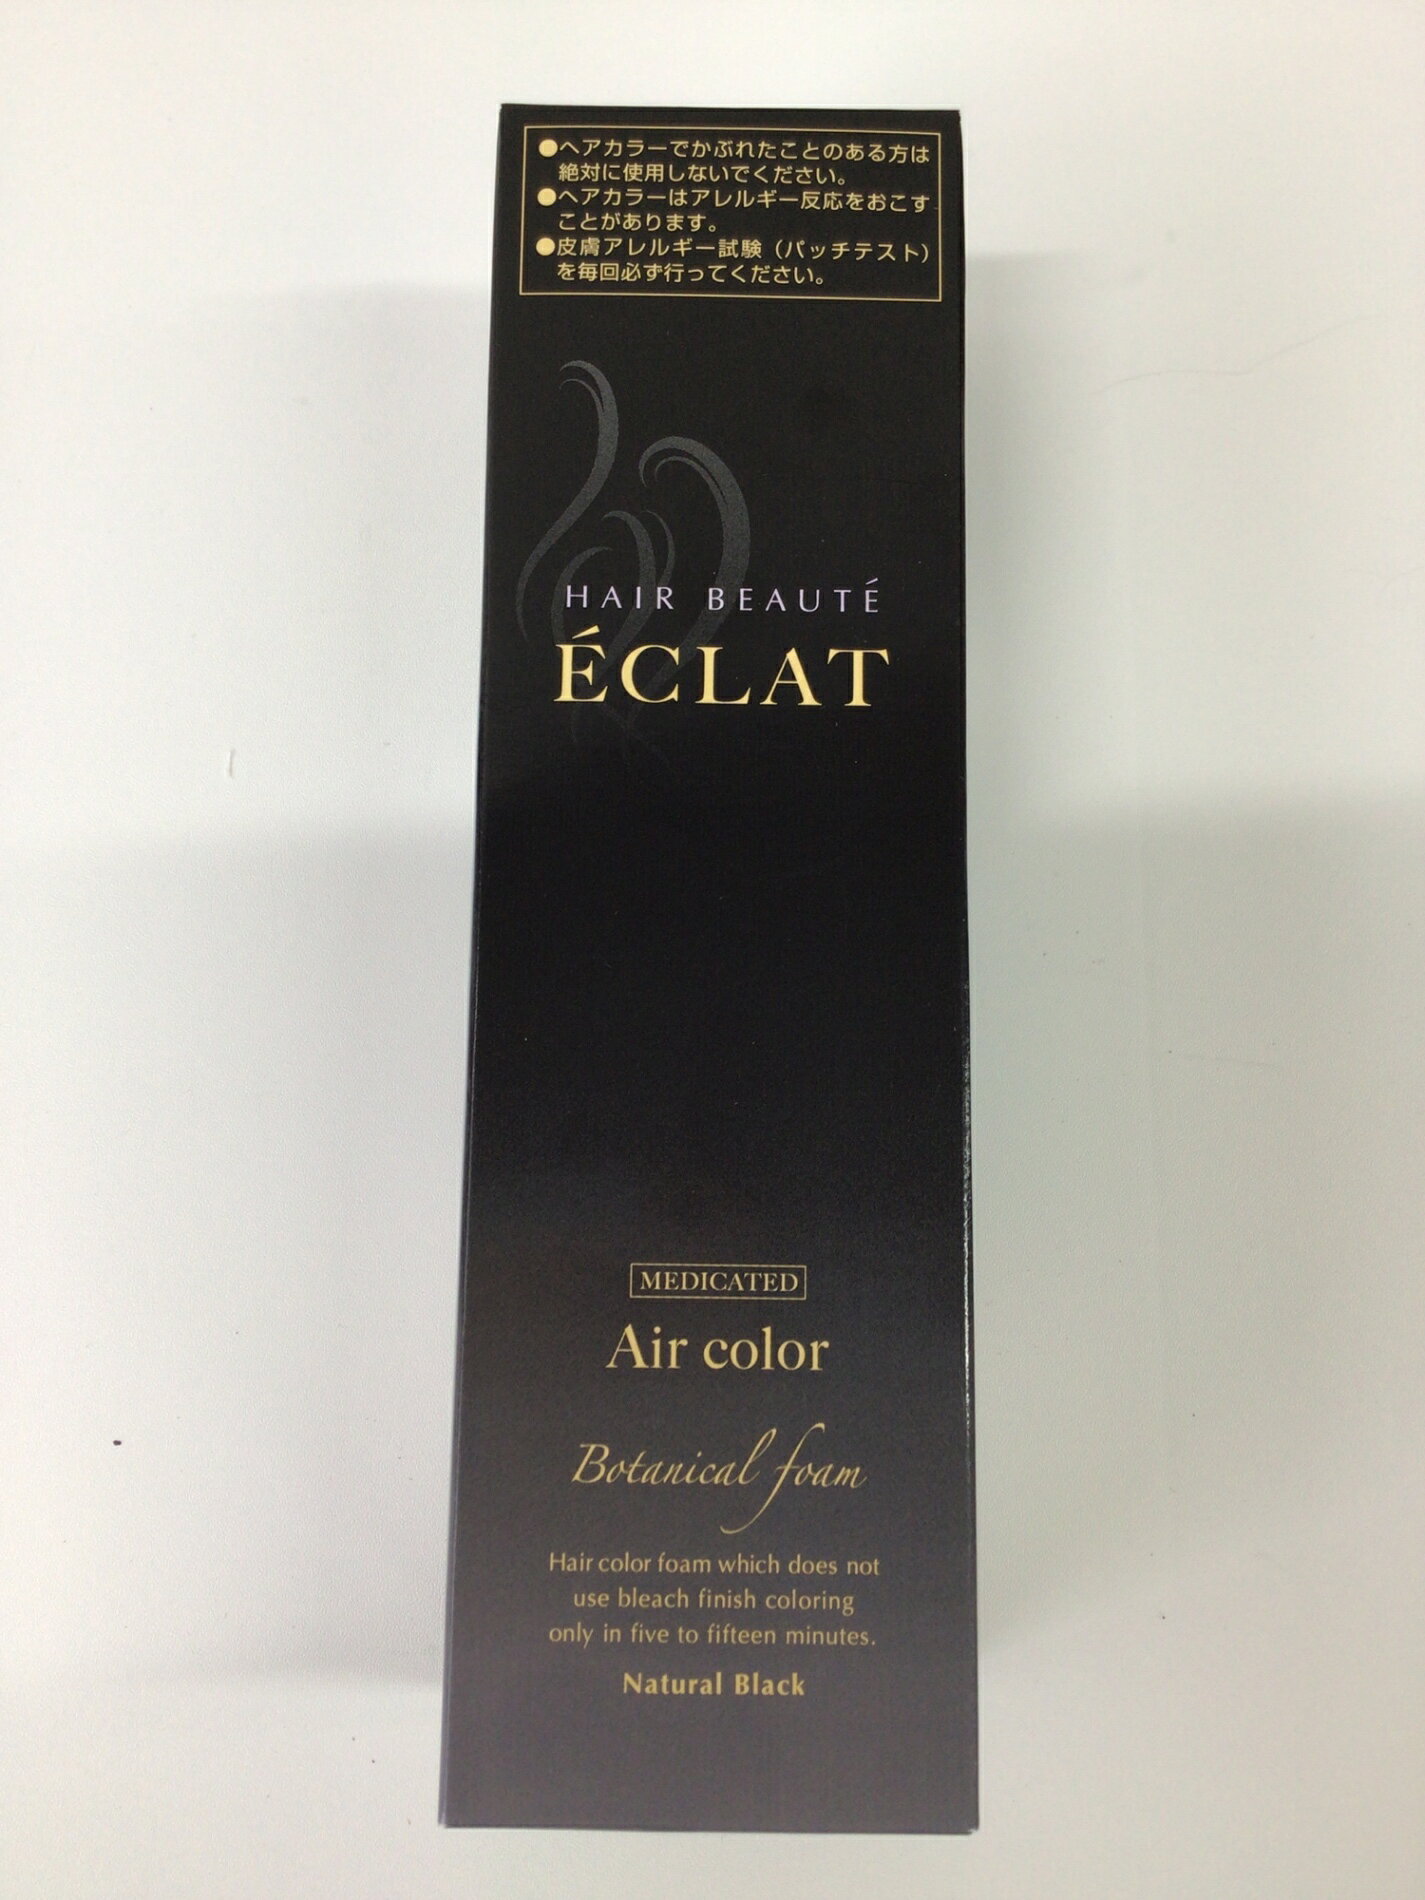 ●ヘアカラーでかぶれたことのある方は
絶対に使用しないでください。
●ヘアカラーはアレルギー反応をおこす
ことがあります。
●皮膚アレルギー試験（パッチテスト）
を毎回必ず行ってください。
HAIR BEAUTÉ
ÉCLAT
MEDICATED
Air color
Botanical foam
Hair color foam which does not
use bleach finish coloring
only in five to fifteen minutes.
Natural Black